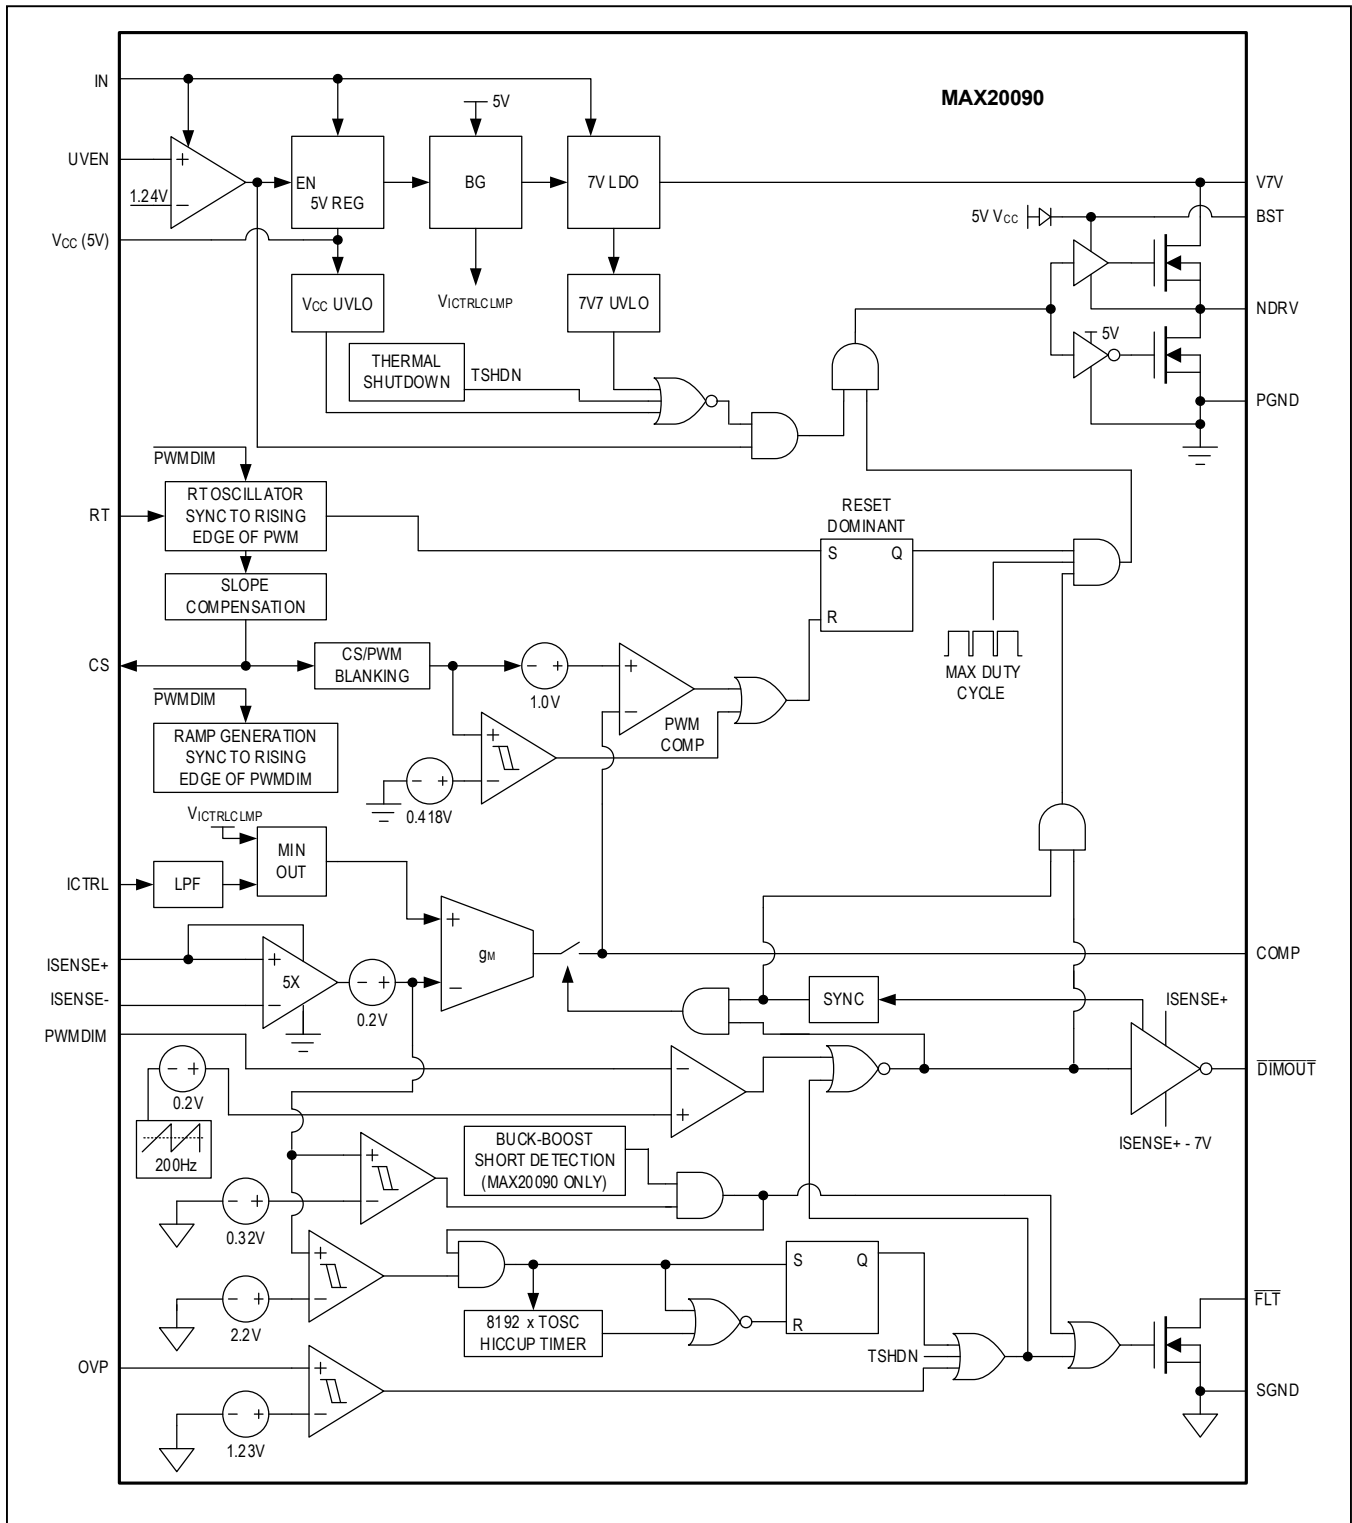 MAX20090
IN
5V
UVEN
+
1.24V
−
EN
5V REG
BG
7V LDO
V7V
5V VCC
BST
VCC (5V)
VCC UVLO
VICTRLCLMP
7V7 UVLO
NDRV
5V
THERMAL
SHUTDOWN
TSHDN
PGND
PWMDIM
RT
RT OSCILLATOR
SYNC TO RISING
EDGE OF PWM
RESET
DOMINANT
S
Q
R
SLOPE
COMPENSATION
CS
CS/PWM
BLANKING
− +
1.0V
+
−
PWM
COMP
MAX DUTY
CYCLE
PWMDIM
RAMP GENERATION
SYNC TO RISING
EDGE OF PWMDIM
+
−
− +
0.418V
VICTRLCLMP
MIN
OUT
ICTRL
LPF
+
gM
−
ISENSE+
+
5X
−
ISENSE-
− +
0.2V
COMP
SYNC
ISENSE+
PWMDIM
− +
0.2V
−
+
DIMOUT
ISENSE+ - 7V
200Hz
BUCK-BOOST
SHORT DETECTION
(MAX20090 ONLY)
+
−
− +
0.32V
+
−
− +
2.2V
S
Q
R
8192 x TOSC
HICCUP TIMER
TSHDN
FLT
OVP
+
−
− +
1.23V
SGND